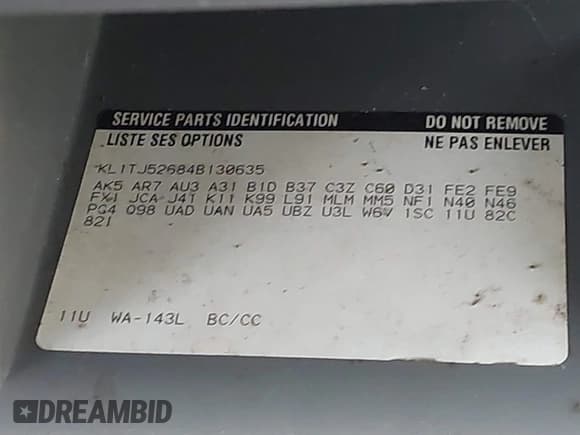 SERVICE PARTS IDENTIFICATION DO NOT REMOVE
LISTE SES OPTIONS NE PAS ENLEVER
*KL1TJ52684B130635
AK5 AR7 AU3 A31 B1D B37 C3Z C60 D31 FE2 FE9
FX1 JCA J41 K11 K99 L91 MLM MM5 NF1 N40 N46
PG4 O98 UAD UAN UA5 UBZ U3L W6V 1SC 11U 82C
82I
11U WA-143L BC/CC
DREAMBID